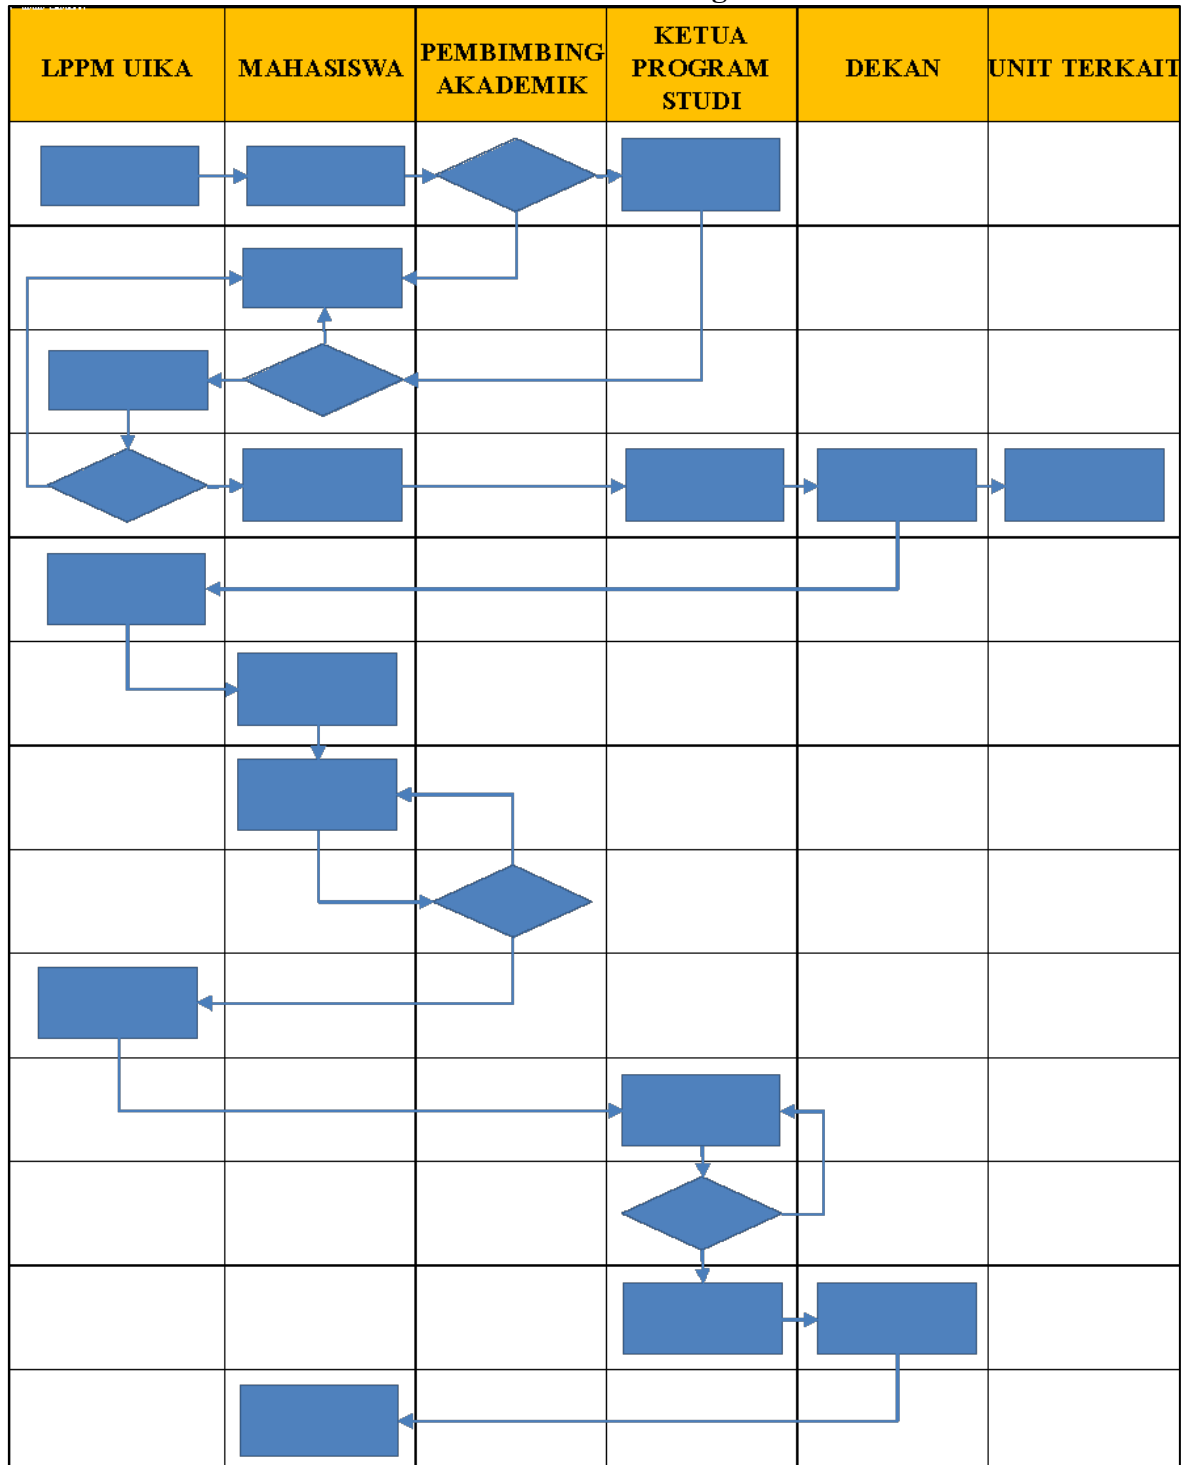 LPPM UIKA
MAHASISWA
PEMBIMBING
AKADEMIK
KETUA
PROGRAM
STUDI
DEKAN
UNIT TERKAIT